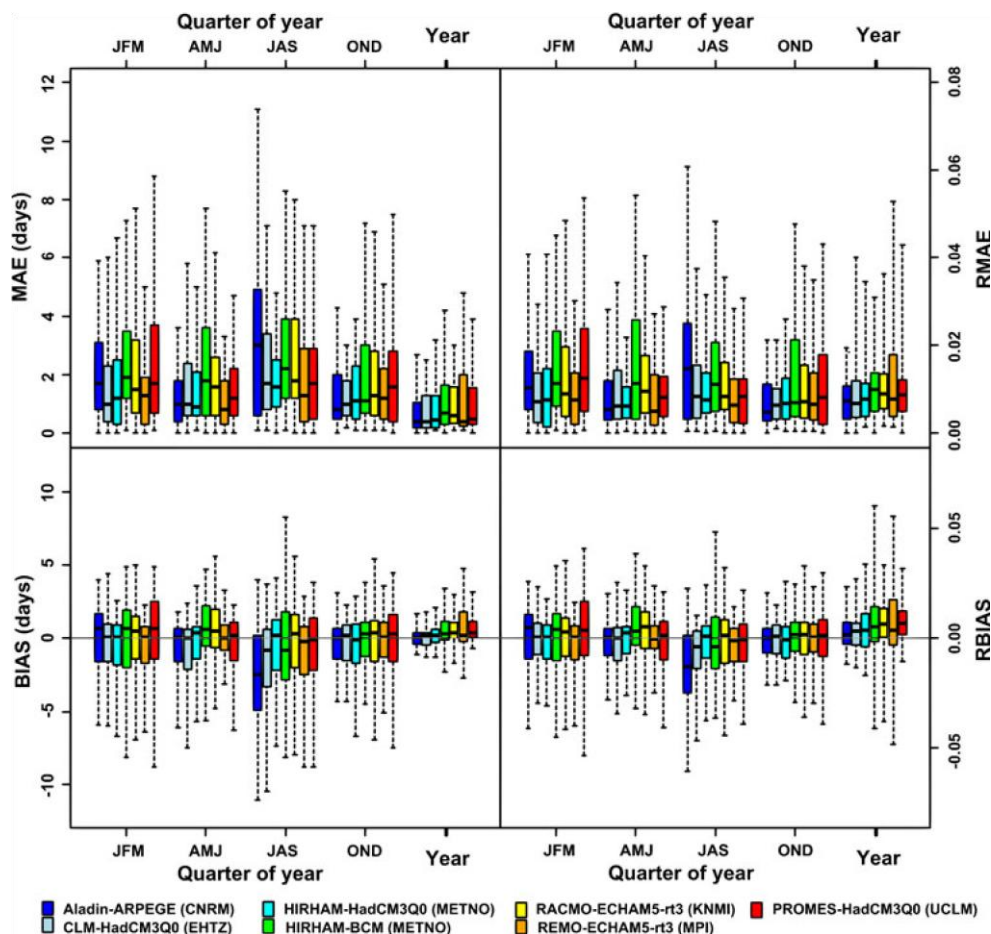 Quarter of year Year Quarter of year Year
JFM AMJ JAS OND JFM AMJ JAS OND
MAE (days)
12
10
8
6
4
2
0
RMAE
0.08
0.06
0.04
0.02
0.00
BIAS (days)
10
5
0
-5
-10
RBIAS
0.05
0.00
-0.05
JFM AMJ JAS OND Year JFM AMJ JAS OND Year
Quarter of year Quarter of year
Aladin-ARPEGE (CNRM) HIRHAM-HadCM3Q0 (METNO) RACMO-ECHAM5-rt3 (KNMI) PROMES-HadCM3Q0 (UCLM)
CLM-HadCM3Q0 (EHTZ) HIRHAM-BCM (METNO) REMO-ECHAM5-rt3 (MPI)